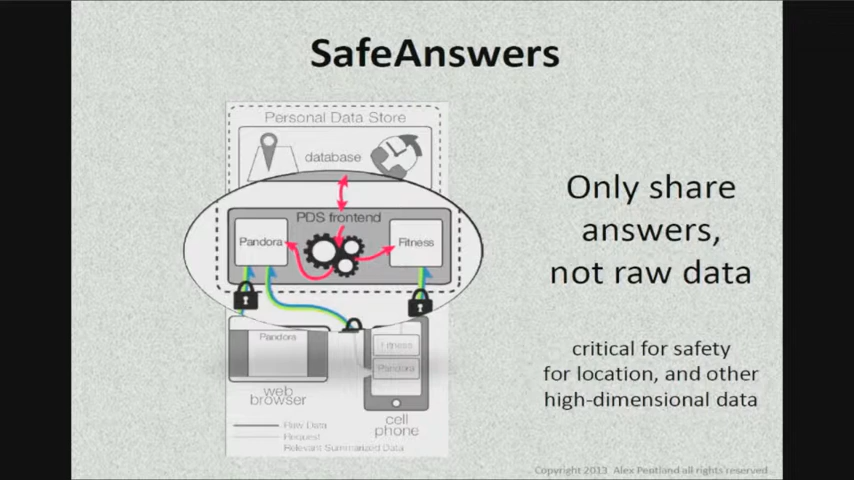 SafeAnswers
Personal Data Store
database
PDS frontend
Pandora
Fitness
Only share
answers,
not raw data
critical for safety
for location, and other
high-dimensional data
Pandora
Fitness
Pandora
web
browser
cell
phone
Raw Data
Request
Relevant Summarized Data
Copyright 2013 Alex Pentland all rights reserved